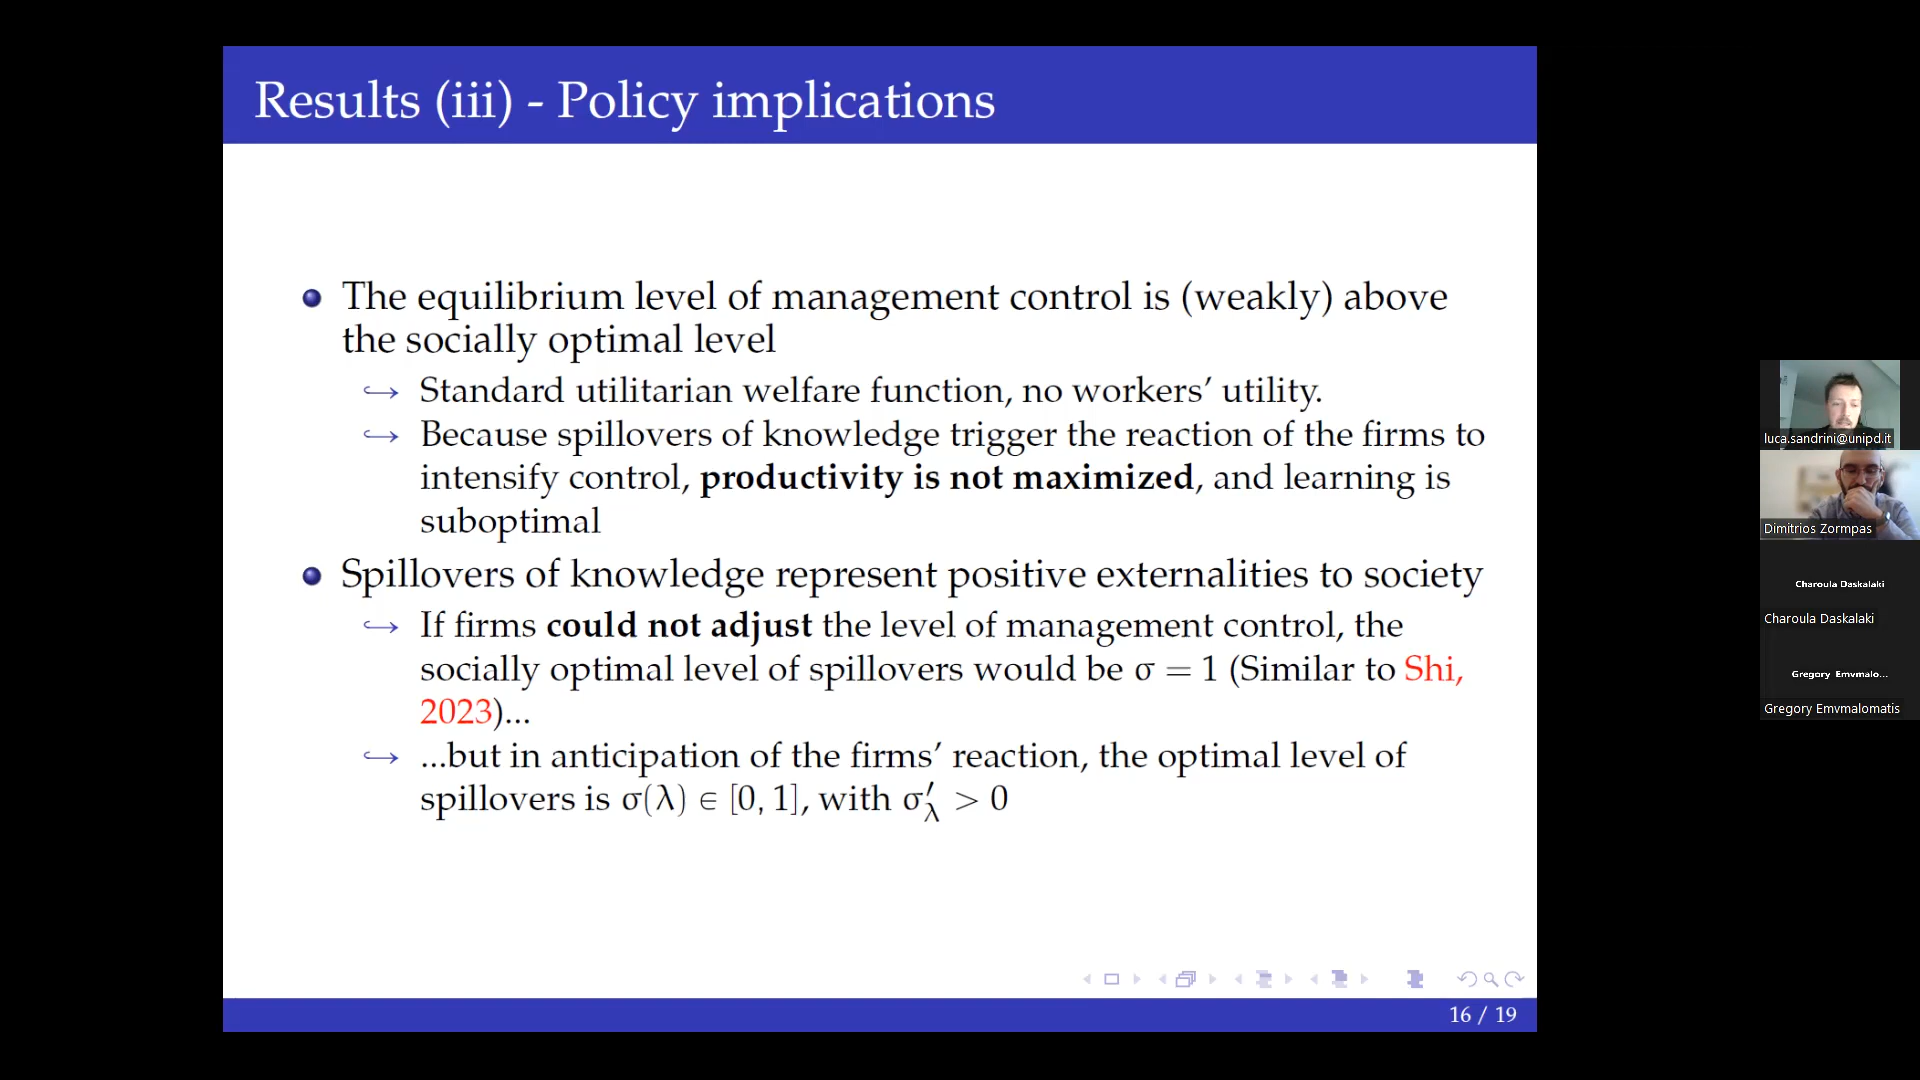 Results (iii) - Policy implications
The equilibrium level of management control is (weakly) above
the socially optimal level
↪ Standard utilitarian welfare function, no workers’ utility.
↪ Because spillovers of knowledge trigger the reaction of the firms to
intensify control, productivity is not maximized, and learning is
suboptimal
Spillovers of knowledge represent positive externalities to society
↪ If firms could not adjust the level of management control, the
socially optimal level of spillovers would be σ = 1 (Similar to Shi,
2023)...
↪ ...but in anticipation of the firms’ reaction, the optimal level of
spillovers is σ(λ) ∈ [0, 1], with σ′λ > 0
16 / 19
luca.sandrini@unipd.it
Dimitrios Zormpas
Charoula Daskalaki
Charoula Daskalaki
Gregory Emvmalo...
Gregory Emvmalomatis